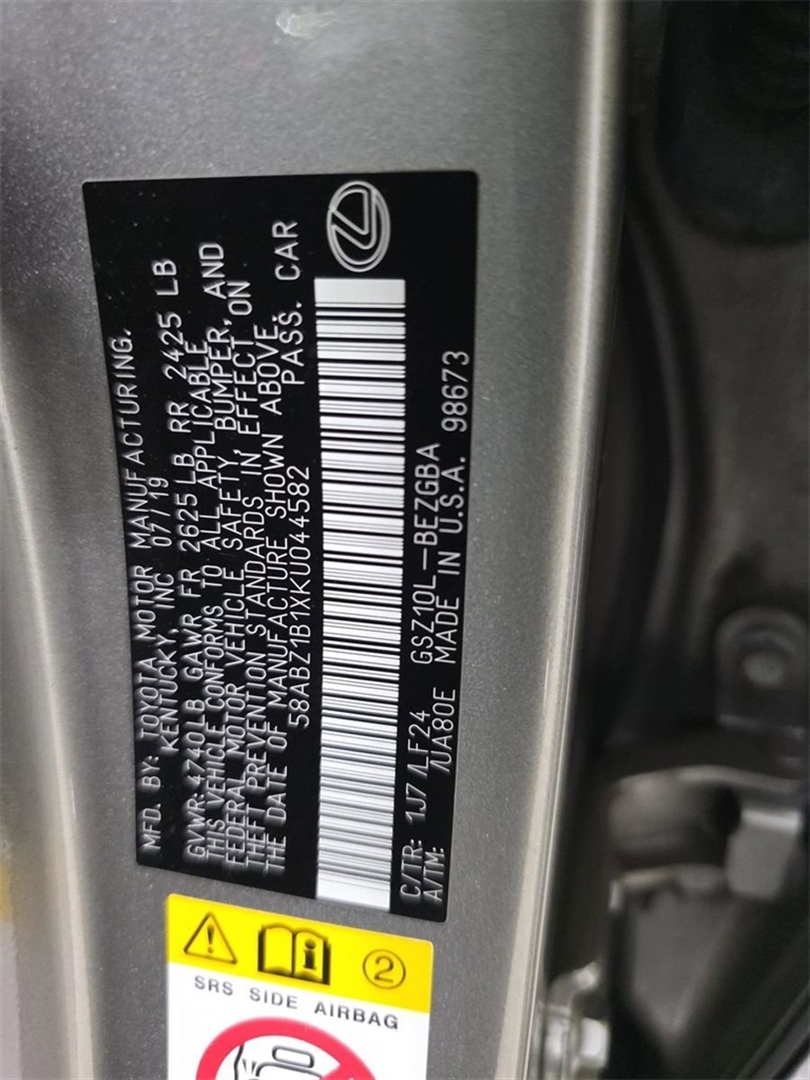 MFD. BY: TOYOTA MOTOR MANUFACTURING.
KENTUCKY, INC 07/19
GVWR 4740LB GAWR FR 2625LB RR 2425 LB
THIS VEHICLE CONFORMS TO ALL APPLICABLE
FEDERAL MOTOR VEHICLE SAFETY, BUMPER, AND
THEFT PREVENTION STANDARDS IN EFFECT ON
THE DATE OF MANUFACTURE SHOWN ABOVE.
58ABZ1B1XKU044582 PASS. CAR
C/TR: 1J7/LF24 GSZ10L-BEZGBA
A/TM: /UA80E MADE IN U.S.A. 98673
2
SRS SIDE AIRBAG